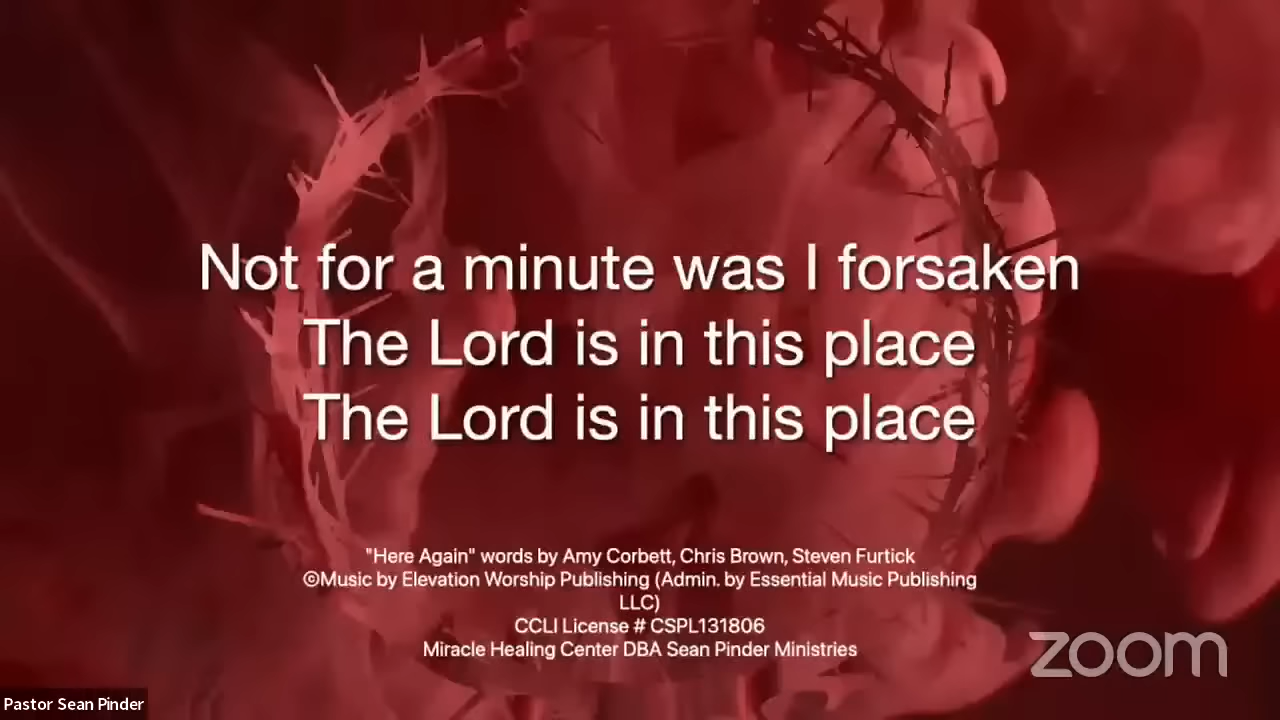 Not for a minute was I forsaken
The Lord is in this place
The Lord is in this place
"Here Again" words by Amy Corbett, Chris Brown, Steven Furtick
©Music by Elevation Worship Publishing (Admin. by Essential Music Publishing
LLC)
CCLI License # CSPL131806
Miracle Healing Center DBA Sean Pinder Ministries
zoom
Pastor Sean Pinder